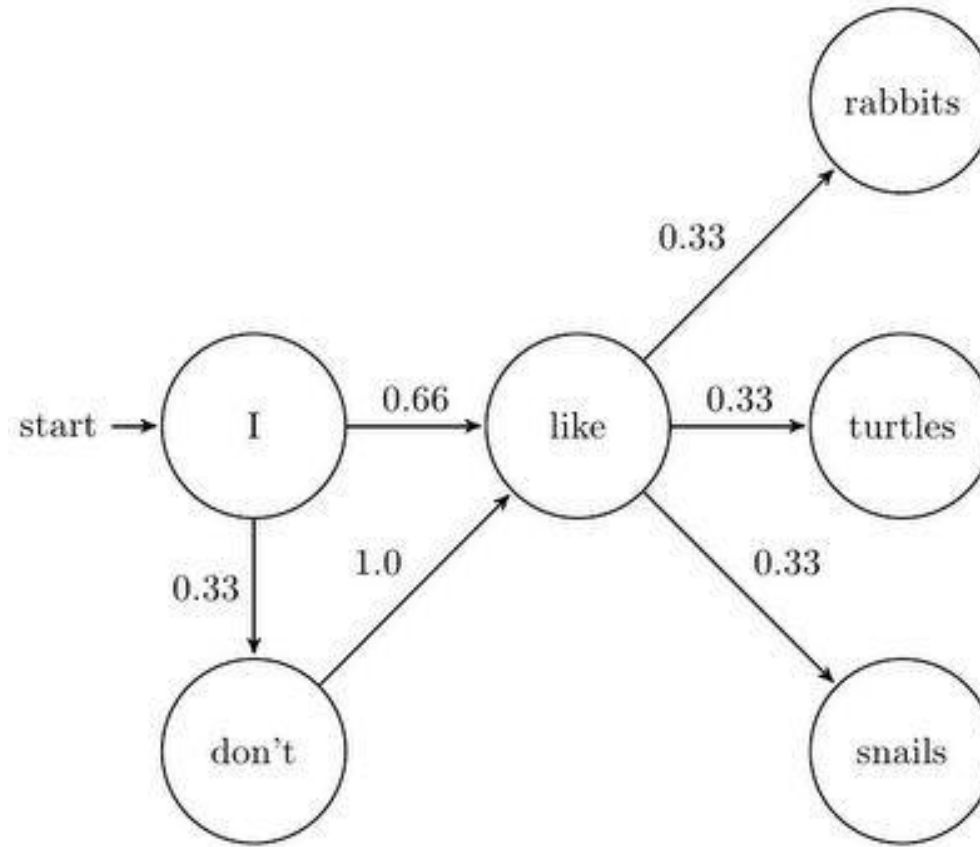 rabbits
0.33
start
I
0.66
like
0.33
turtles
0.33
1.0
0.33
don't
snails